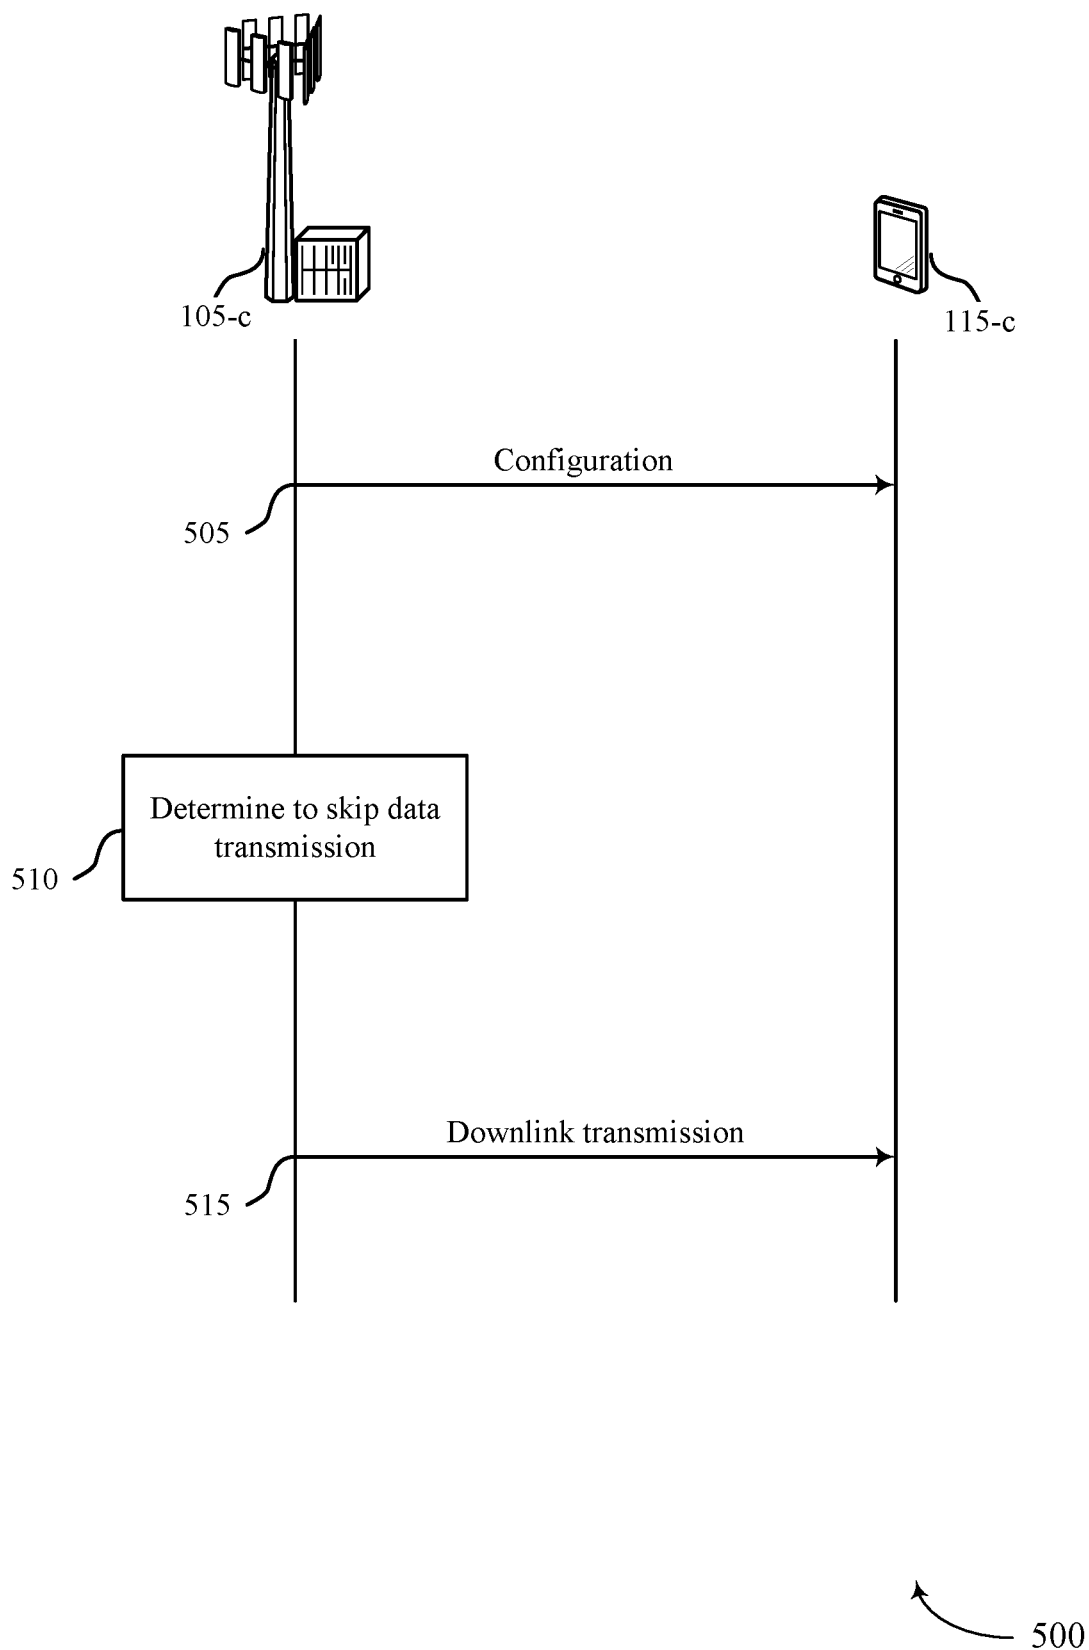 105-c
115-c
Configuration
505
Determine to skip data
transmission
510
Downlink transmission
515
500